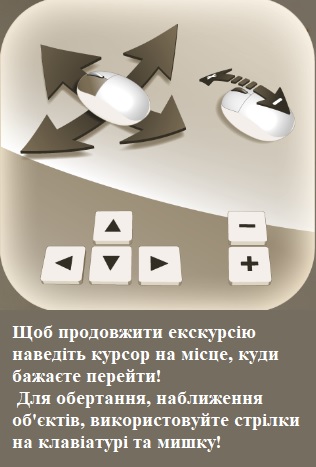 Щоб продовжити екскурсію
наведіть курсор на місце, куди
бажаєте перейти!
Для обертання, наближення
об'єктів, використовуйте стрілки
на клавіатурі та мишку!